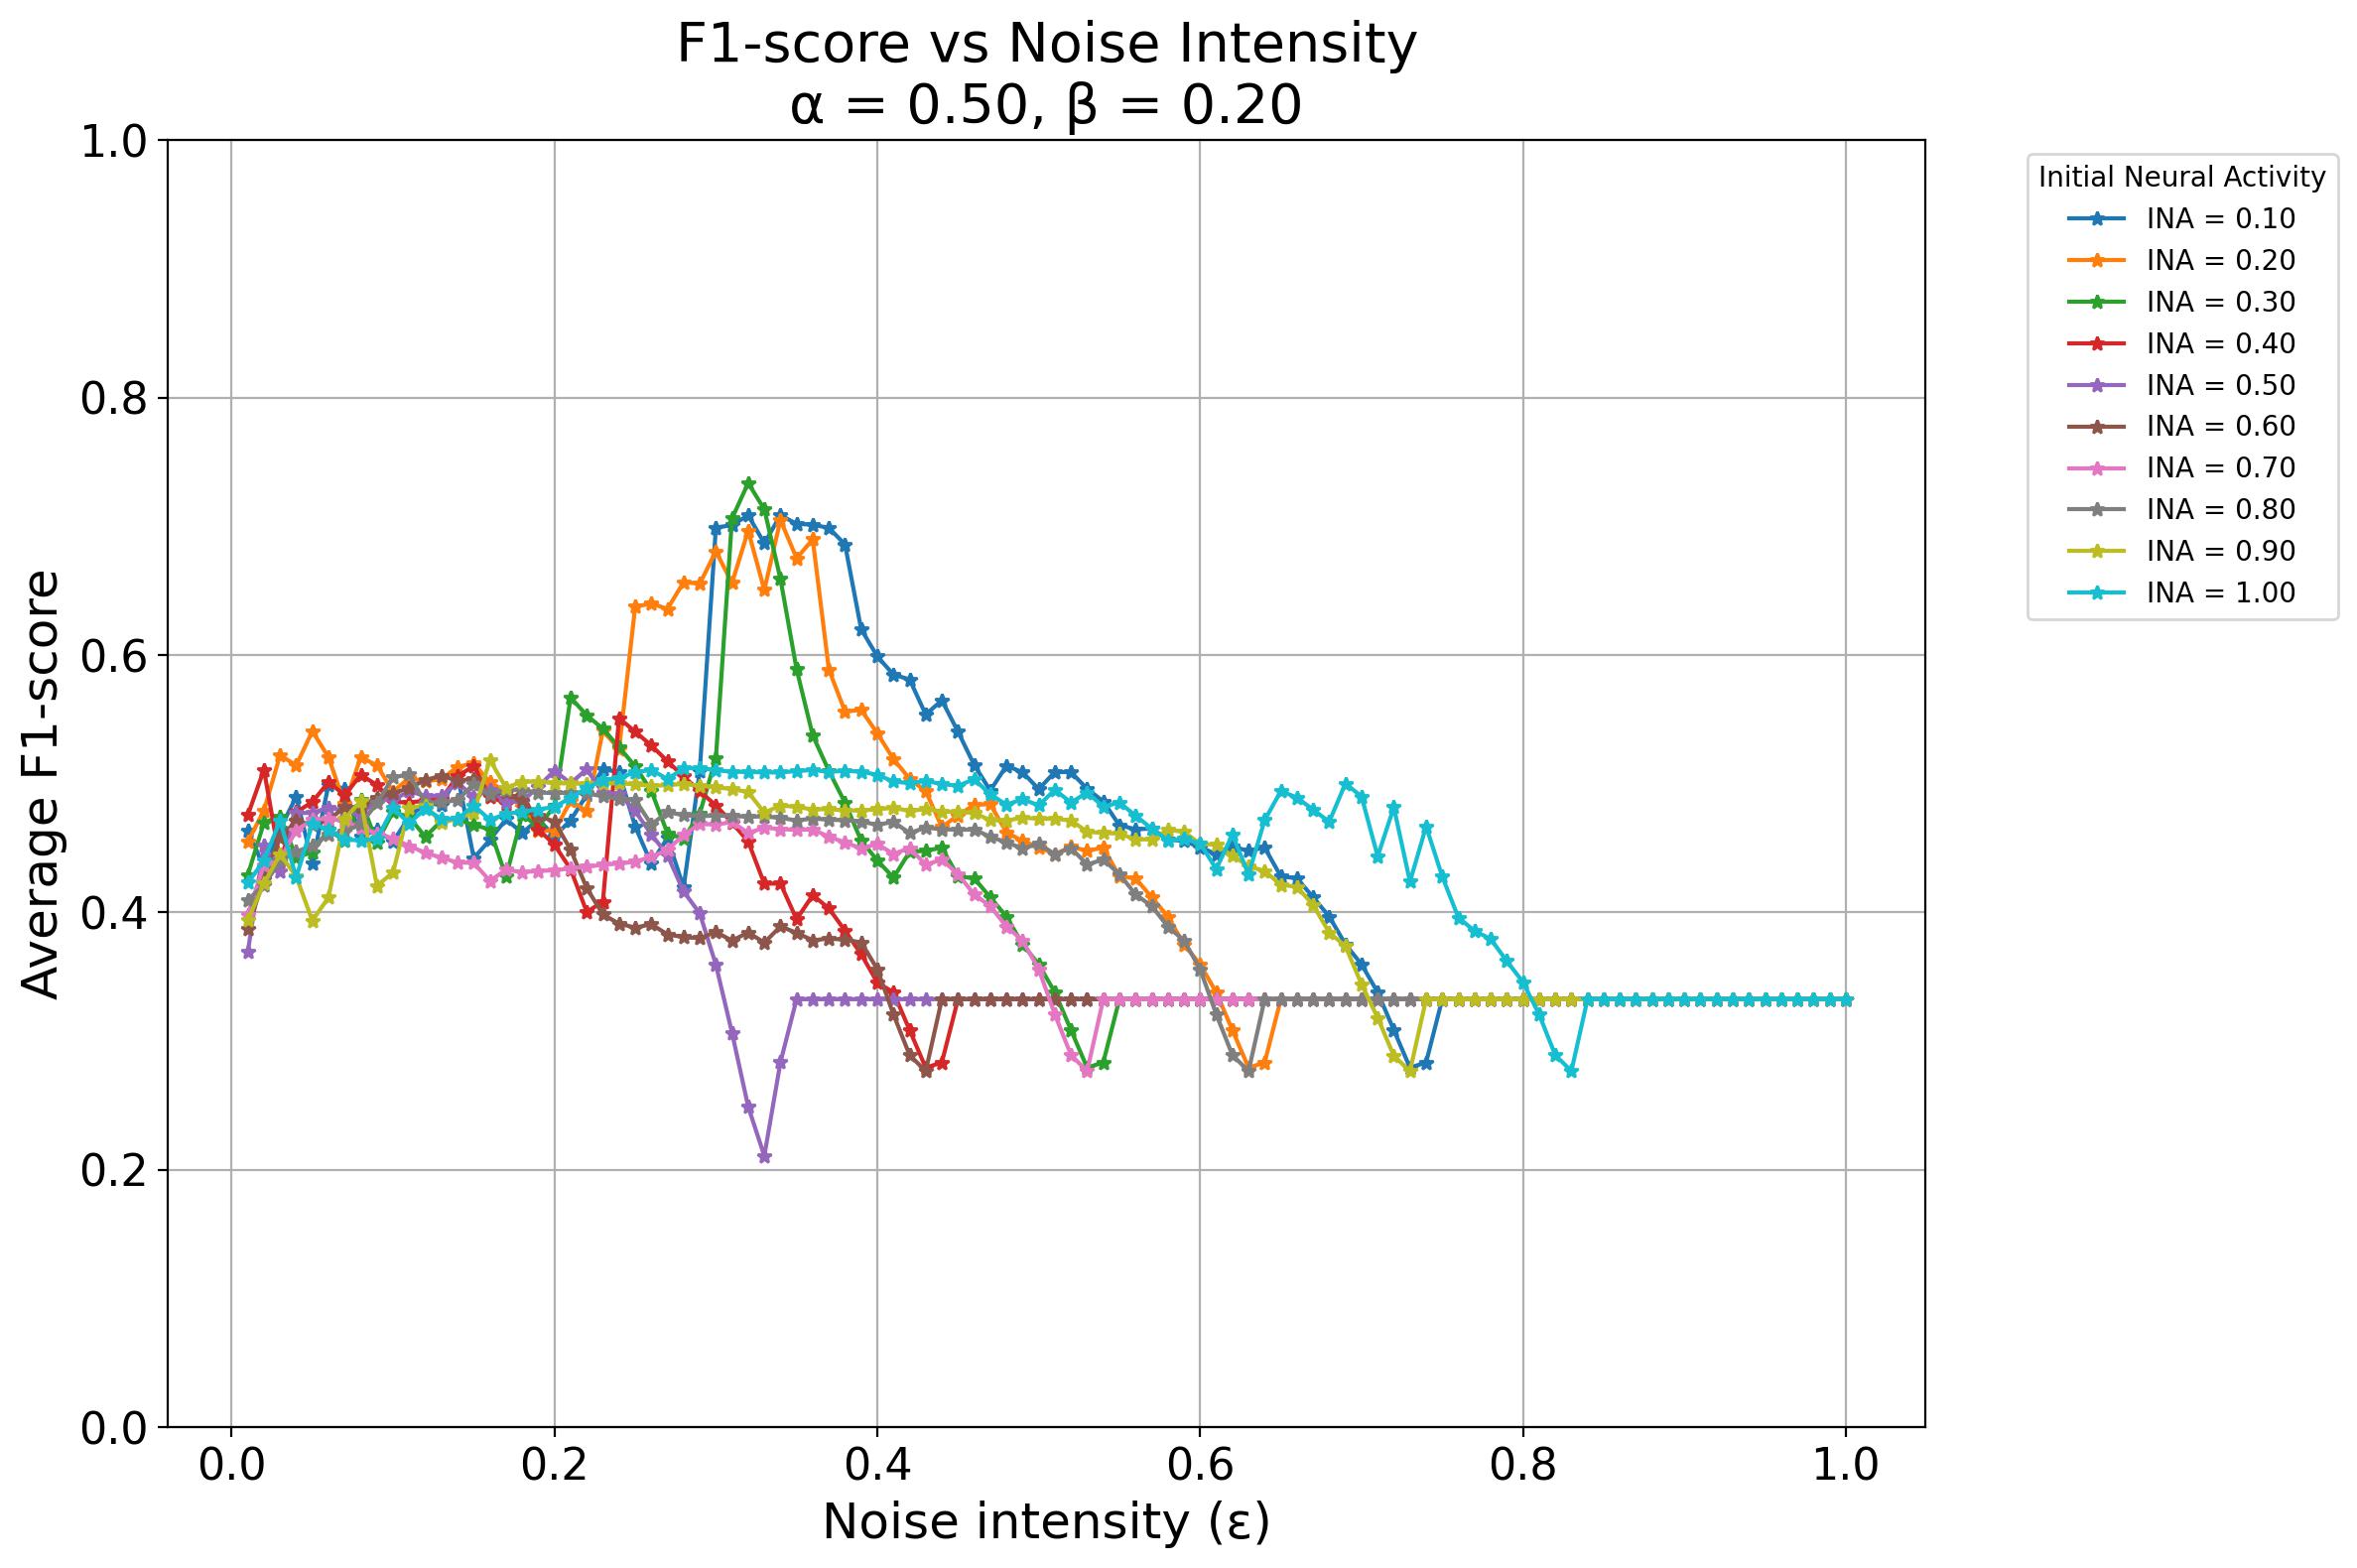 F1-score vs Noise Intensity
α = 0.50, β = 0.20
Average F1-score
1.0
0.8
0.6
0.4
0.2
0.0
0.0 0.2 0.4 0.6 0.8 1.0
Noise intensity (ε)
Initial Neural Activity
INA = 0.10
INA = 0.20
INA = 0.30
INA = 0.40
INA = 0.50
INA = 0.60
INA = 0.70
INA = 0.80
INA = 0.90
INA = 1.00